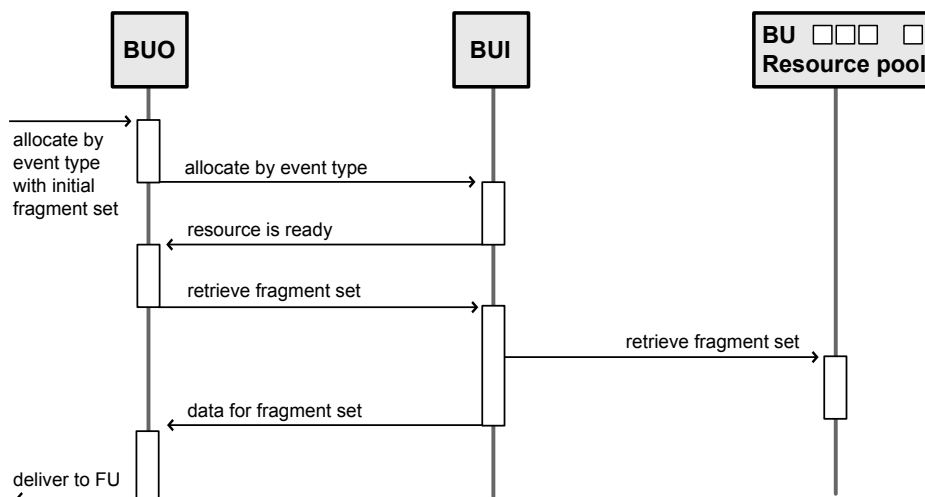 BUO
BUI
BU
Resource pool
allocate by
event type
with initial
fragment set
allocate by event type
resource is ready
retrieve fragment set
retrieve fragment set
data for fragment set
deliver to FU